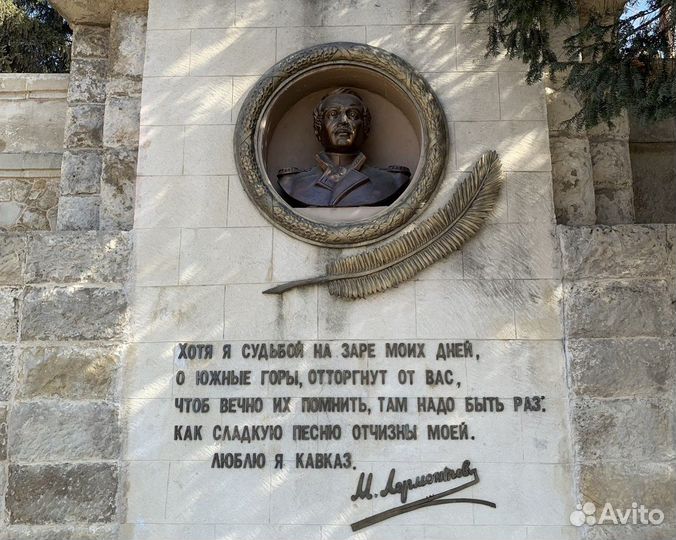 ХОТЯ Я СУДЬБОЙ НА ЗАРЕ МОИХ ДНЕЙ,
О ЮЖНЫЕ ГОРЫ, ОТТОРГНУТ ОТ ВАС,
ЧТОБ ВЕЧНО ИХ ПОМНИТЬ, ТАМ НАДО БЫТЬ РАЗ:
КАК СЛАДКУЮ ПЕСНЮ ОТЧИЗНЫ МОЕЙ.
ЛЮБЛЮ Я КАВКАЗ.
М. Лермонтов
Avito